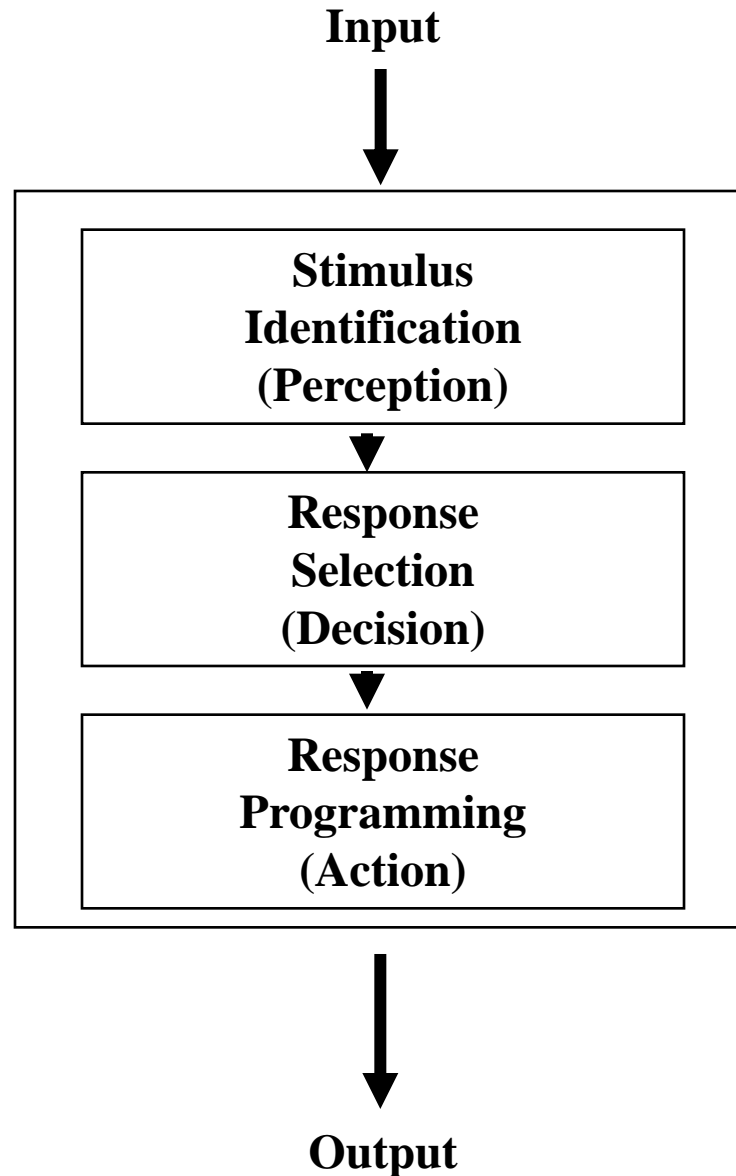 Input
Stimulus
Identification
(Perception)
Response
Selection
(Decision)
Response
Programming
(Action)
Output